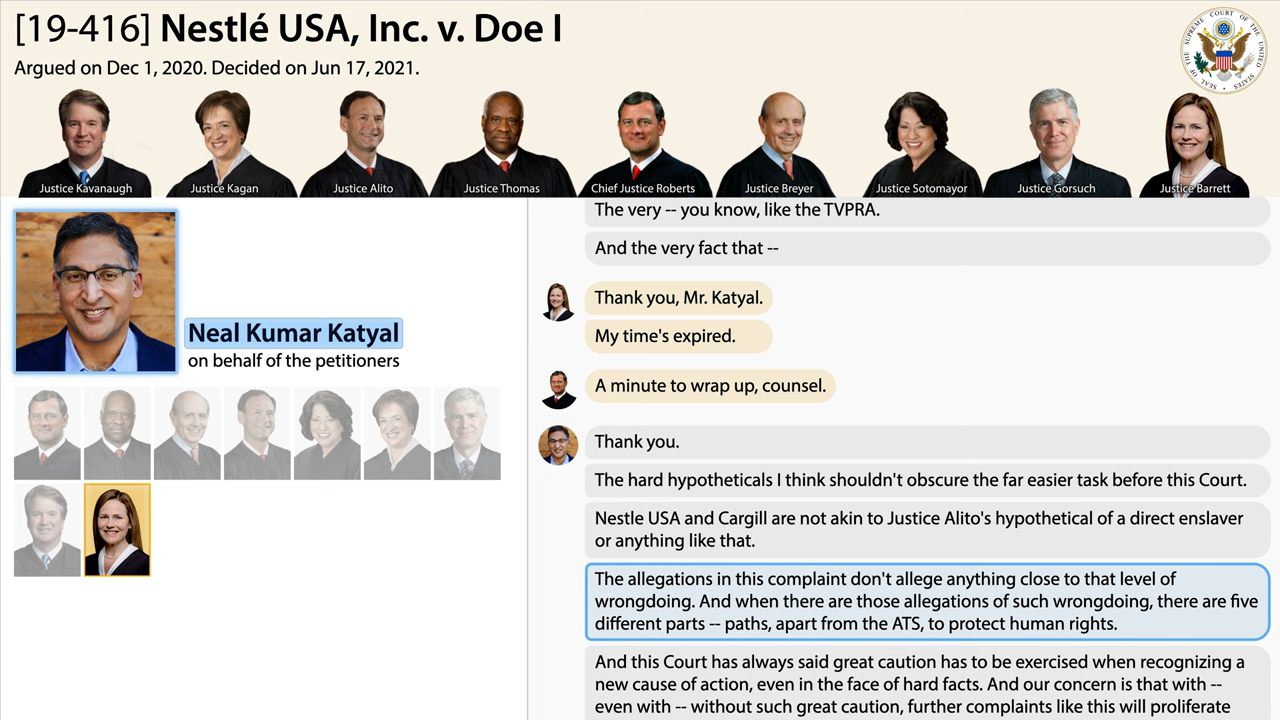 [19-416] Nestlé USA, Inc. v. Doe I
Argued on Dec 1, 2020. Decided on Jun 17, 2021.
SEAL OF THE SUPREME COURT OF THE UNITED STATES
Justice Kavanaugh
Justice Kagan
Justice Alito
Justice Thomas
Chief Justice Roberts
Justice Breyer
Justice Sotomayor
Justice Gorsuch
Justice Barrett
Neal Kumar Katyal
on behalf of the petitioners
The very -- you know, like the TVPRA.
And the very fact that --
Thank you, Mr. Katyal.
My time's expired.
A minute to wrap up, counsel.
Thank you.
The hard hypotheticals I think shouldn't obscure the far easier task before this Court.
Nestle USA and Cargill are not akin to Justice Alito's hypothetical of a direct enslaver
or anything like that.
The allegations in this complaint don't allege anything close to that level of
wrongdoing. And when there are those allegations of such wrongdoing, there are five
different parts -- paths, apart from the ATS, to protect human rights.
And this Court has always said great caution has to be exercised when recognizing a
new cause of action, even in the face of hard facts. And our concern is that with --
even with -- without such great caution, further complaints like this will proliferate